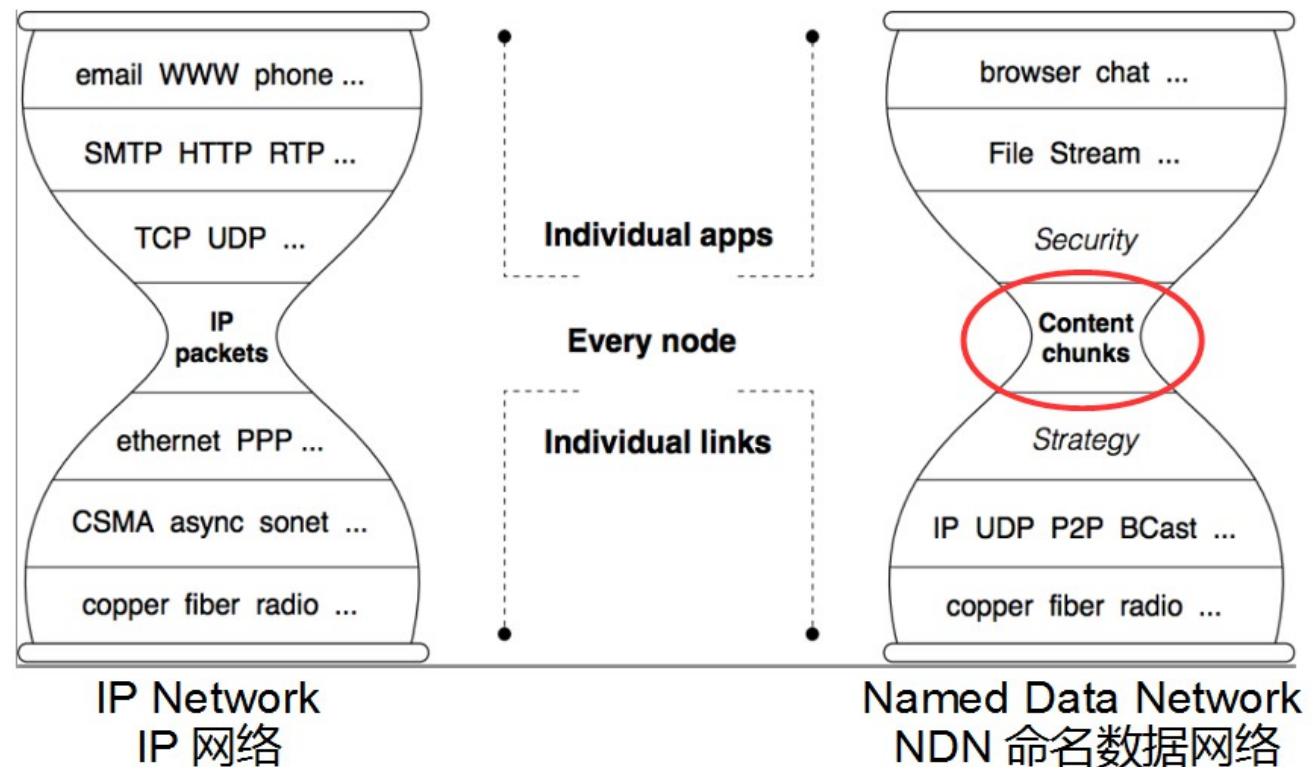 email WWW phone ...
SMTP HTTP RTP ...
TCP UDP ...
IP
packets
ethernet PPP ...
CSMA async sonet ...
copper fiber radio ...
Individual apps
Every node
Individual links
browser chat ...
File Stream ...
Security
Content
chunks
Strategy
IP UDP P2P BCast ...
copper fiber radio ...
IP Network
IP 网络
Named Data Network
NDN 命名数据网络